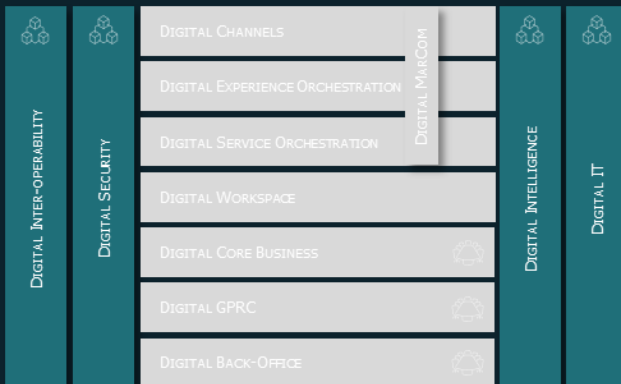 Digital Inter-operability
Digital Security
Digital Channels
Digital Experience Orchestration
Digital Service Orchestration
Digital MarCom
Digital Workspace
Digital Core Business
Digital GPRC
Digital Back-Office
Digital Intelligence
Digital IT